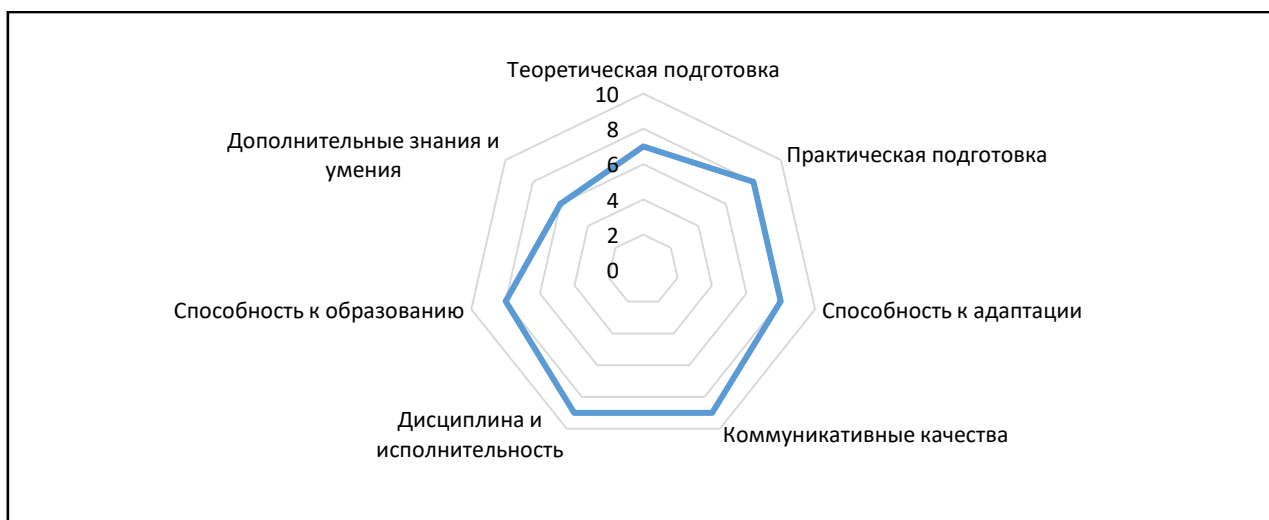 Теоретическая подготовка
10
8
6
4
2
0
Практическая подготовка
Способность к адаптации
Коммуникативные качества
Дисциплина и
исполнительность
Способность к образованию
Дополнительные знания и
умения